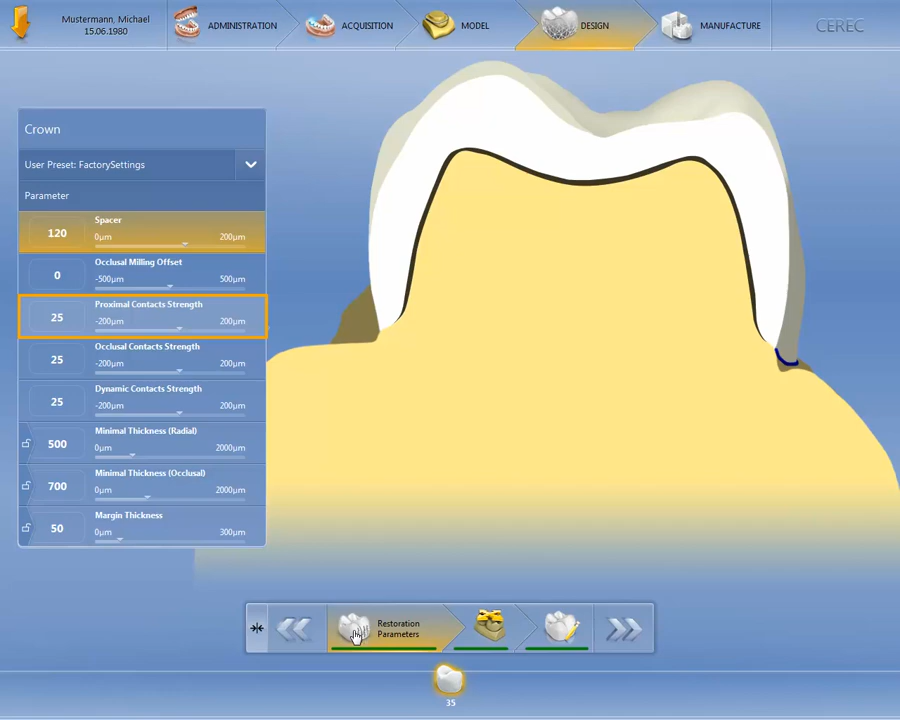 Mustermann, Michael
15.06.1980
ADMINISTRATION
ACQUISITION
MODEL
DESIGN
MANUFACTURE
CEREC
Crown
User Preset: FactorySettings
Parameter
120
Spacer
0µm 200µm
0
Occlusal Milling Offset
-500µm 500µm
25
Proximal Contacts Strength
-200µm 200µm
25
Occlusal Contacts Strength
-200µm 200µm
25
Dynamic Contacts Strength
-200µm 200µm
500
Minimal Thickness (Radial)
0µm 2000µm
700
Minimal Thickness (Occlusal)
0µm 2000µm
50
Margin Thickness
0µm 300µm
Restoration
Parameters
35